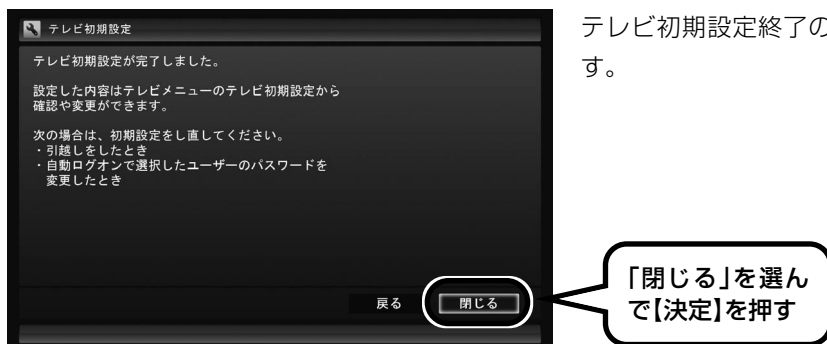 テレビ初期設定
テレビ初期設定が完了しました。
設定した内容はテレビメニューのテレビ初期設定から
確認や変更ができます。
次の場合は、初期設定をし直してください。
・引越しをしたとき
・自動ログオンで選択したユーザーのパスワードを
変更したとき
戻る
閉じる
テレビ初期設定終了の
す。
「閉じる」を選ん
で【決定】を押す